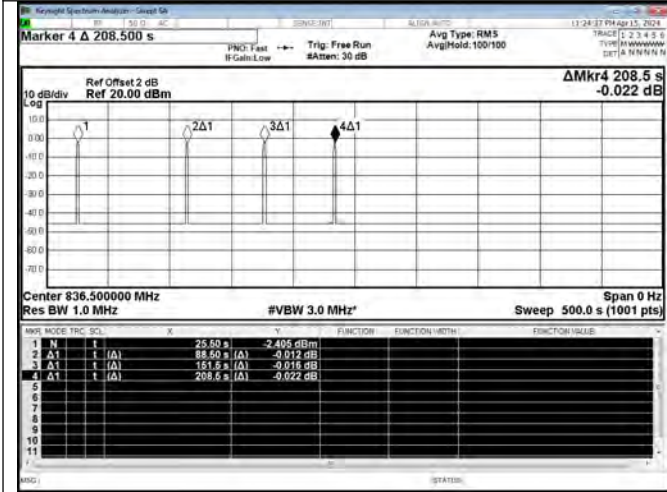 Keysight Spectrum Analyzer - Swept SA
RF 50 Ω AC SENSE:INT ALIGN AUTO 11:24:37 PM Apr 15, 2024
Marker 4 Δ 208.500 s
PNO: Fast
IFGain:Low
Trig: Free Run
#Atten: 30 dB
Avg Type: RMS
Avg|Hold: 100/100
TRACE 1 2 3 4 5 6
TYPE M WWWWW
DET A N N N N N
Ref Offset 2 dB
Ref 20.00 dBm
ΔMkr4 208.5 s
-0.022 dB
10 dB/div
Log
10.0
0.00
-10.0
-20.0
-30.0
-40.0
-50.0
-60.0
-70.0
1
2Δ1
3Δ1
4Δ1
Center 836.500000 MHz
Span 0 Hz
Res BW 1.0 MHz
#VBW 3.0 MHz*
Sweep 500.0 s (1001 pts)
MKR MODE TRC SCL X Y FUNCTION FUNCTION WIDTH FUNCTION VALUE
1 N t 25.50 s -2.405 dBm
2 Δ1 t (Δ) 88.50 s (Δ) -0.012 dB
3 Δ1 t (Δ) 151.5 s (Δ) -0.016 dB
4 Δ1 t (Δ) 208.5 s (Δ) -0.022 dB
5
6
7
8
9
10
11
MSG
STATUS